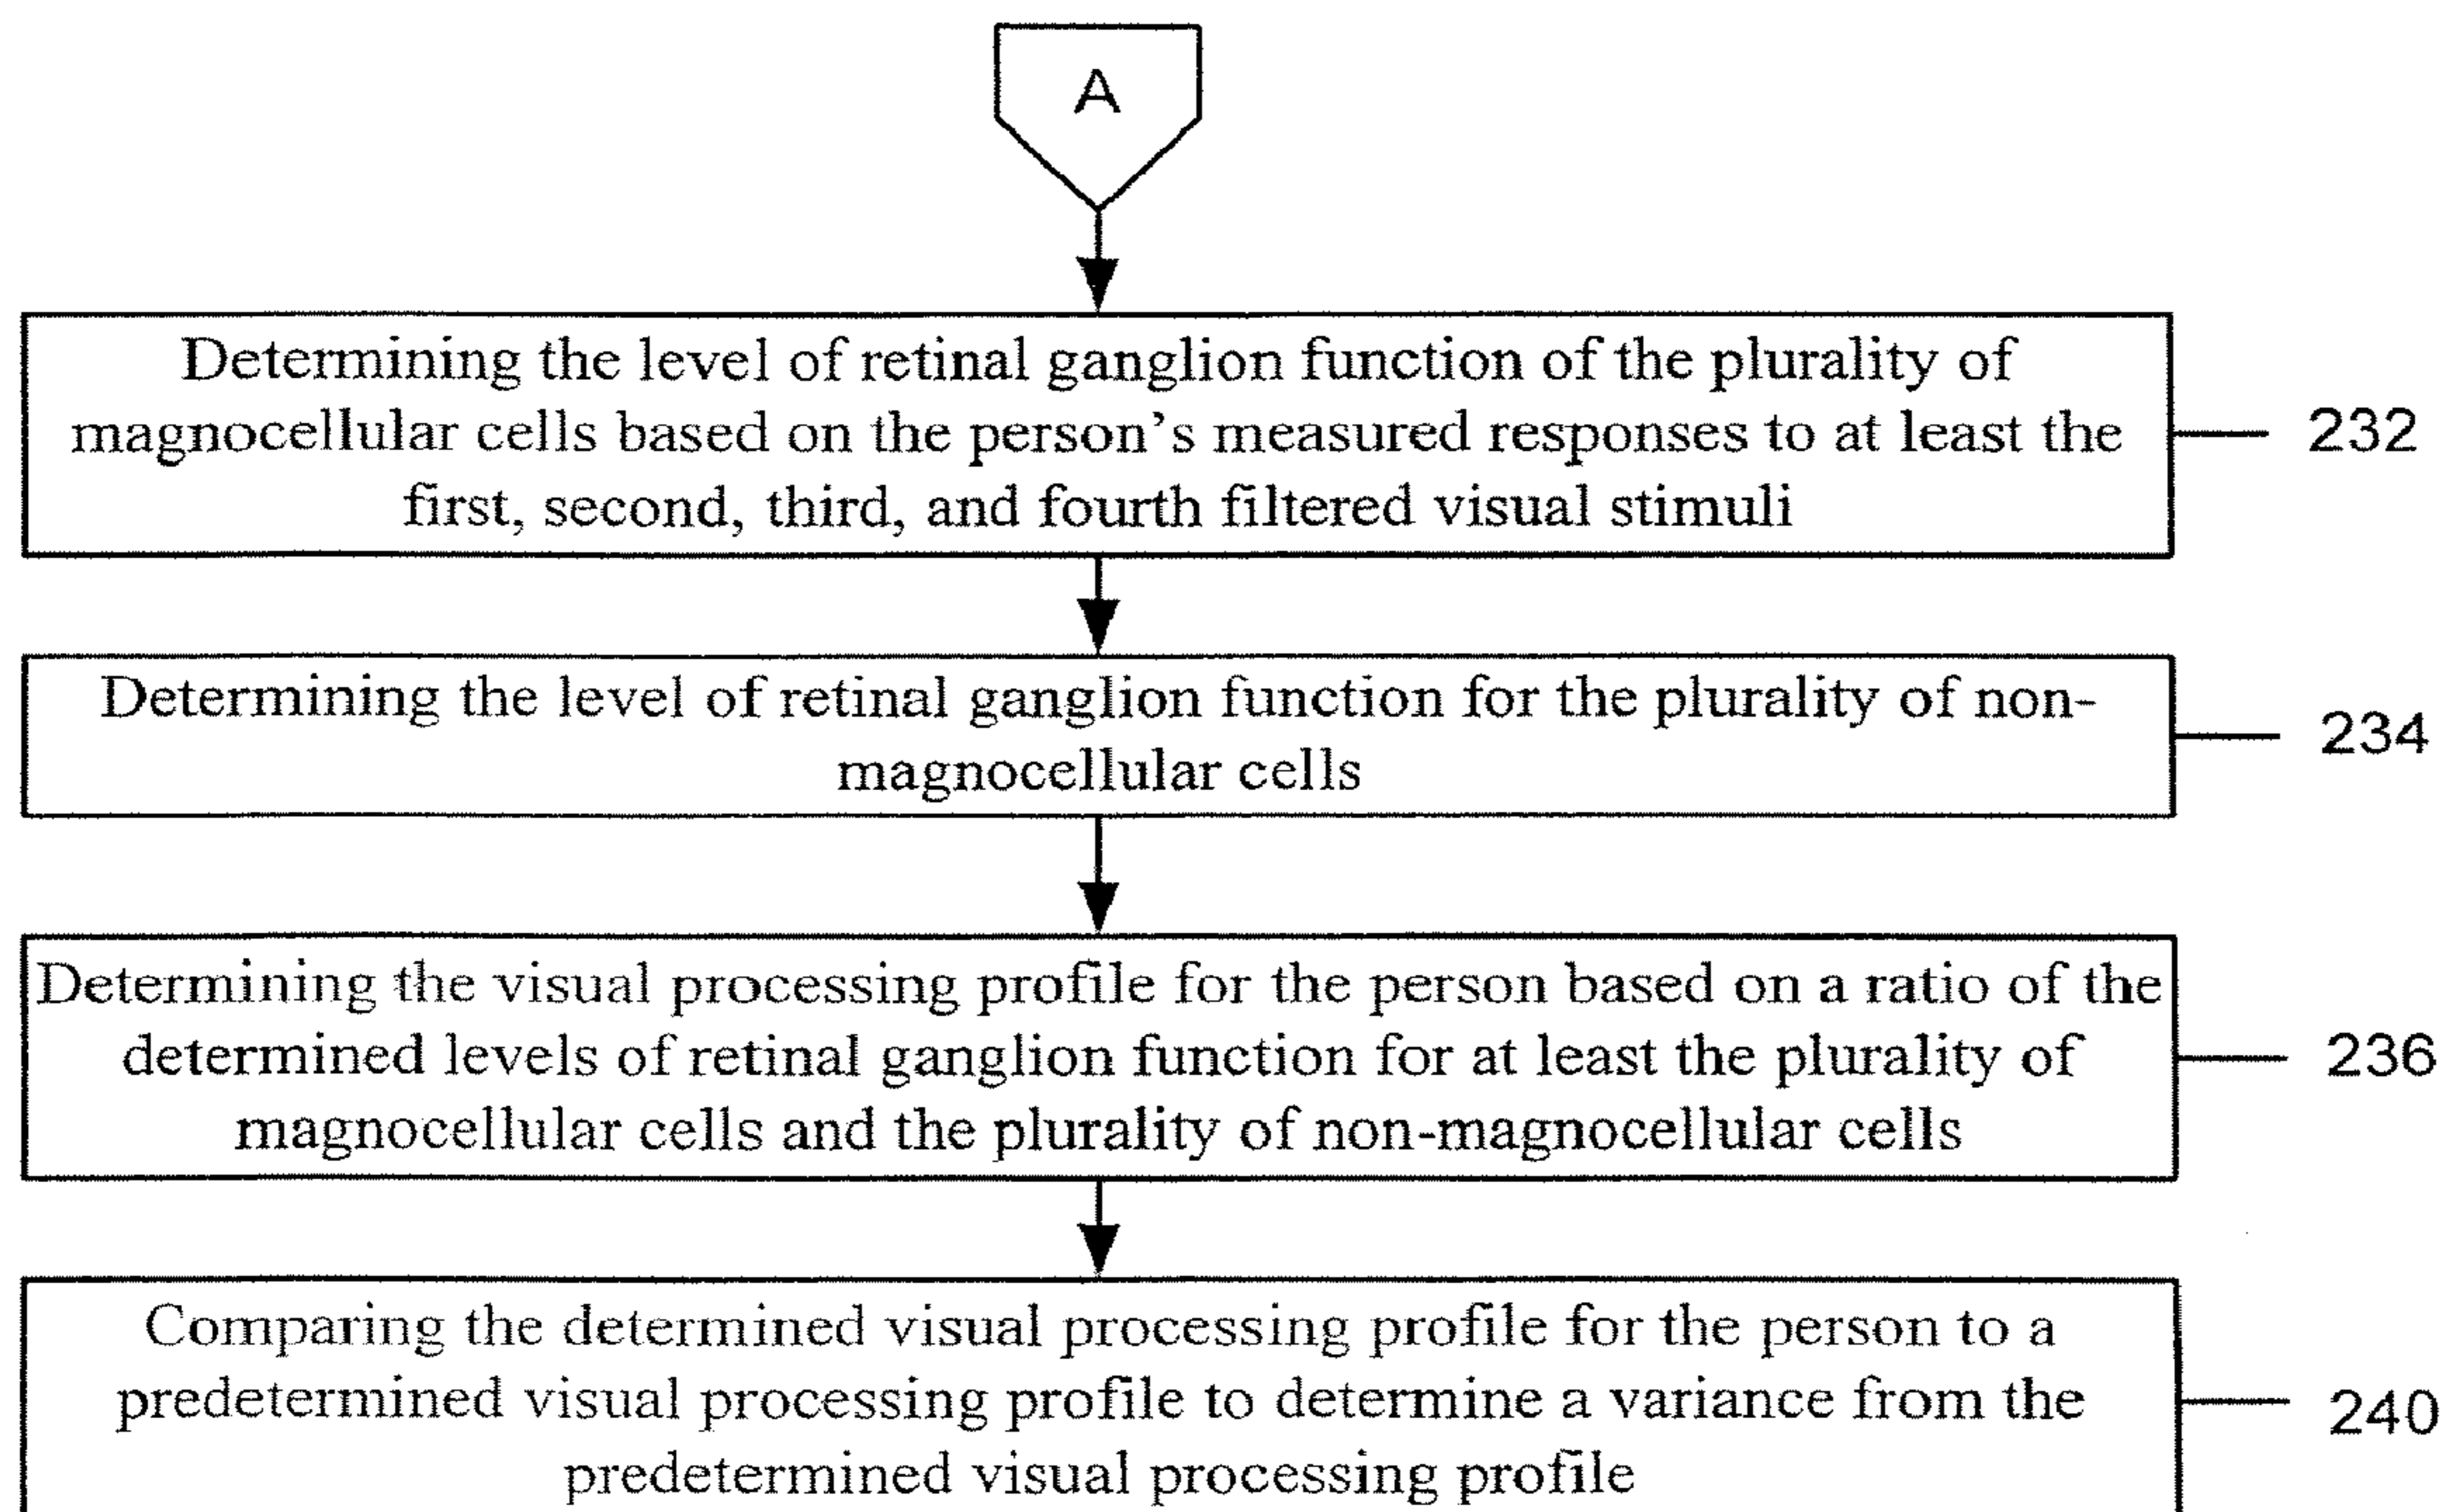 A
Determining the level of retinal ganglion function of the plurality of
magnocellular cells based on the person's measured responses to at least the
first, second, third, and fourth filtered visual stimuli
232
Determining the level of retinal ganglion function for the plurality of non-
magnocellular cells
234
Determining the visual processing profile for the person based on a ratio of the
determined levels of retinal ganglion function for at least the plurality of
magnocellular cells and the plurality of non-magnocellular cells
236
Comparing the determined visual processing profile for the person to a
predetermined visual processing profile to determine a variance from the
predetermined visual processing profile
240